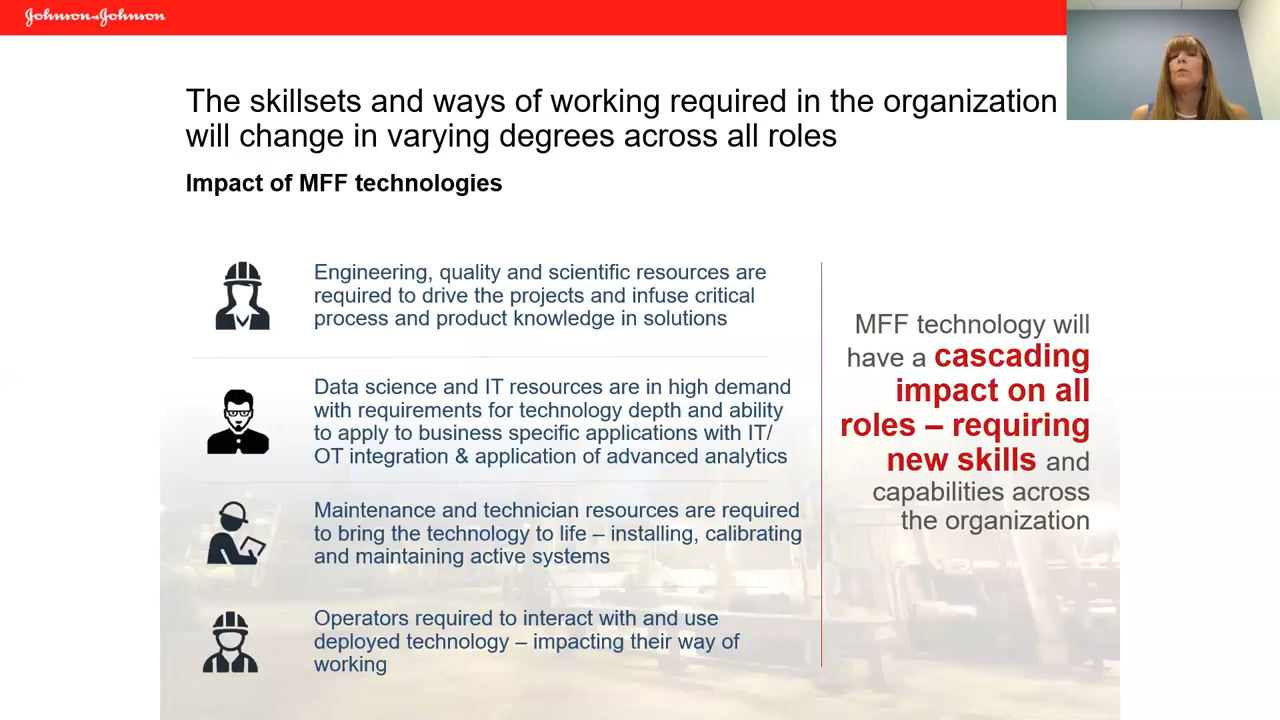 Johnson & Johnson
The skillsets and ways of working required in the organization
will change in varying degrees across all roles
Impact of MFF technologies
Engineering, quality and scientific resources are
required to drive the projects and infuse critical
process and product knowledge in solutions
Data science and IT resources are in high demand
with requirements for technology depth and ability
to apply to business specific applications with IT/
OT integration & application of advanced analytics
Maintenance and technician resources are required
to bring the technology to life – installing, calibrating
and maintaining active systems
Operators required to interact with and use
deployed technology – impacting their way of
working
MFF technology will
have a cascading
impact on all
roles – requiring
new skills and
capabilities across
the organization